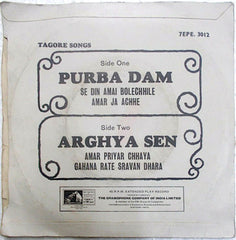 7EPE. 3012
TAGORE SONGS
Side One
PURBA DAM
SE DIN AMAI BOLECHHILE
AMAR JA ACHHE
Side Two
ARGHYA SEN
AMAR PRIYAR CHHAYA
GAHANA RATE SRAVAN DHARA
45 R.P.M. EXTENDED PLAY RECORD
THE GRAMOPHONE COMPANY OF INDIA LIMITED